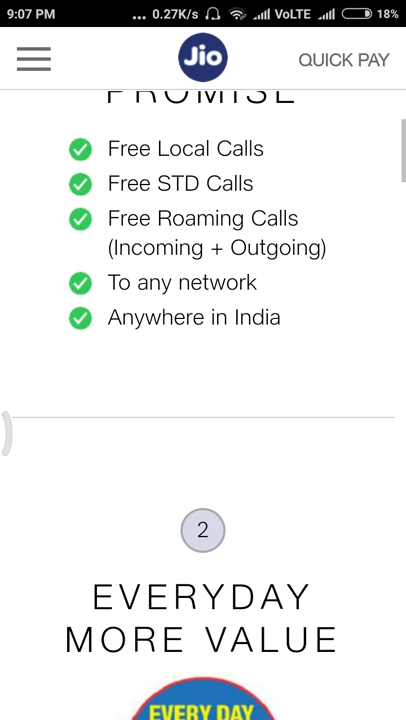 9:07 PM ... 0.27K/s VoLTE 18%
Jio
QUICK PAY
PROMISE
Free Local Calls
Free STD Calls
Free Roaming Calls
(Incoming + Outgoing)
To any network
Anywhere in India
2
EVERYDAY
MORE VALUE
EVERY DAY